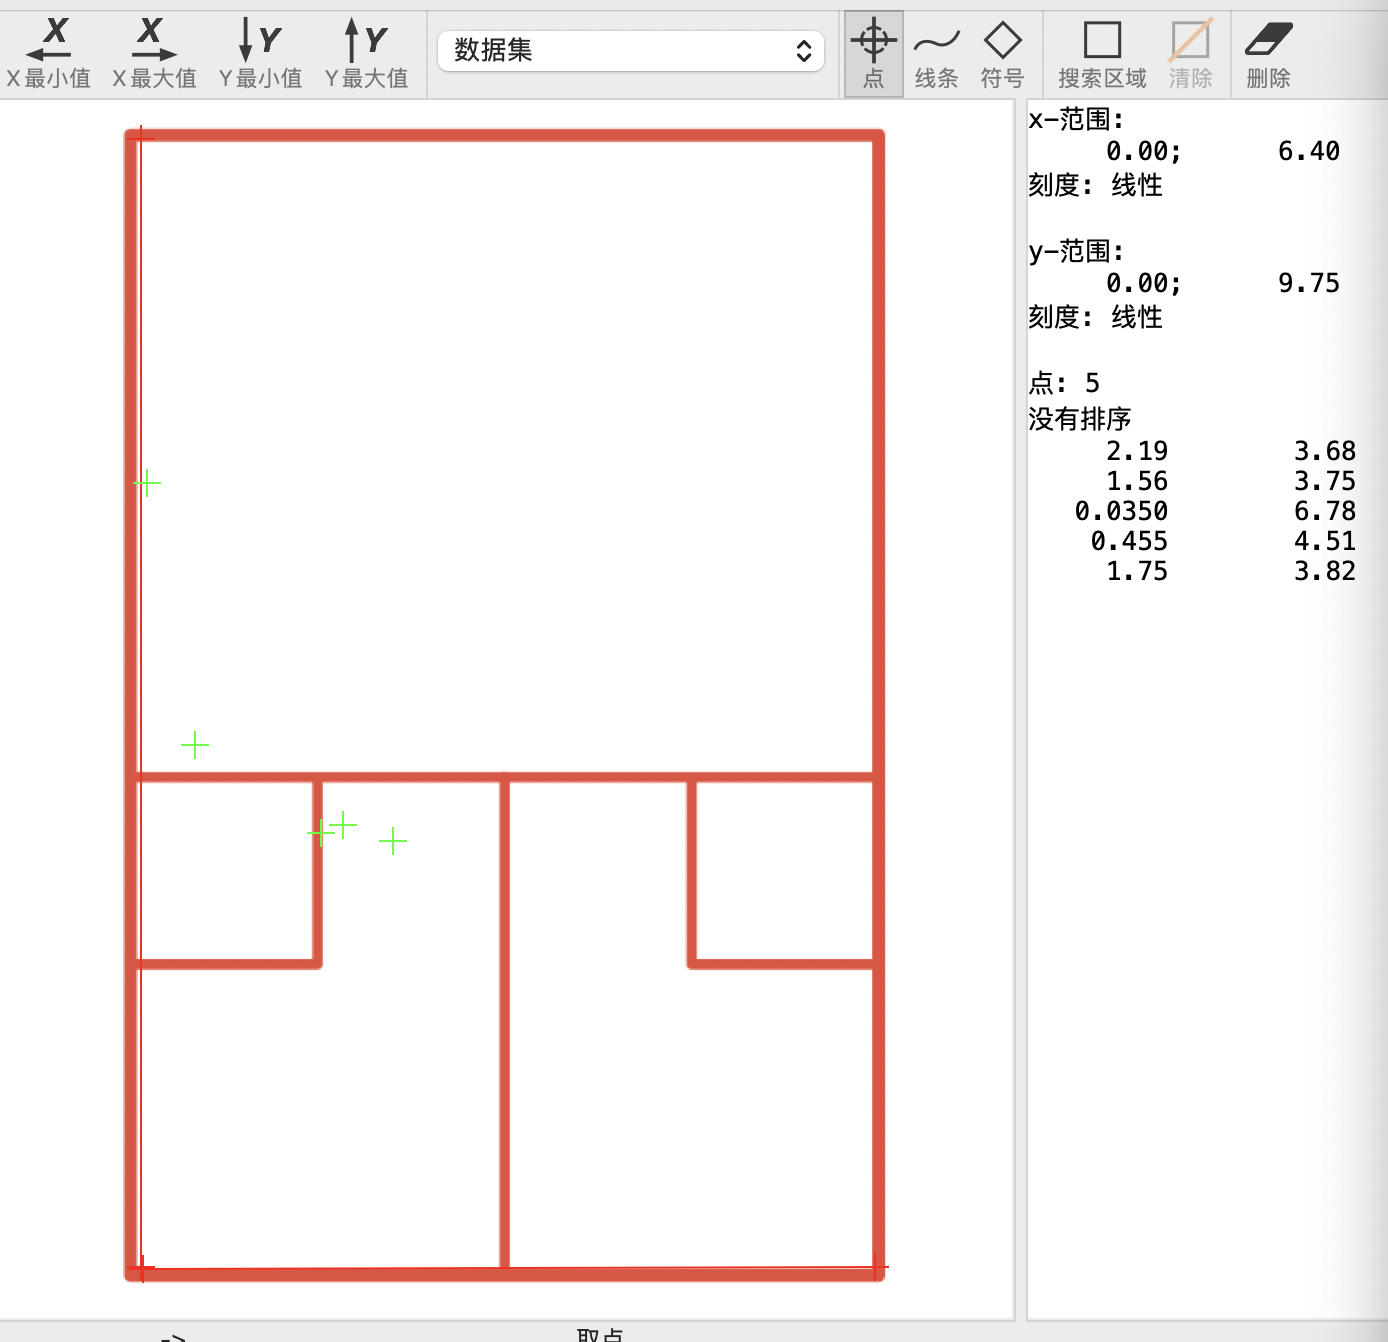 X Y
X最小值 X最大值 Y最小值 Y最大值
数据集
点 线条 符号 搜索区域 清除 删除
x-范围:
0.00; 6.40
刻度: 线性
y-范围:
0.00; 9.75
刻度: 线性
点: 5
没有排序
2.19 3.68
1.56 3.75
0.0350 6.78
0.455 4.51
1.75 3.82
取点